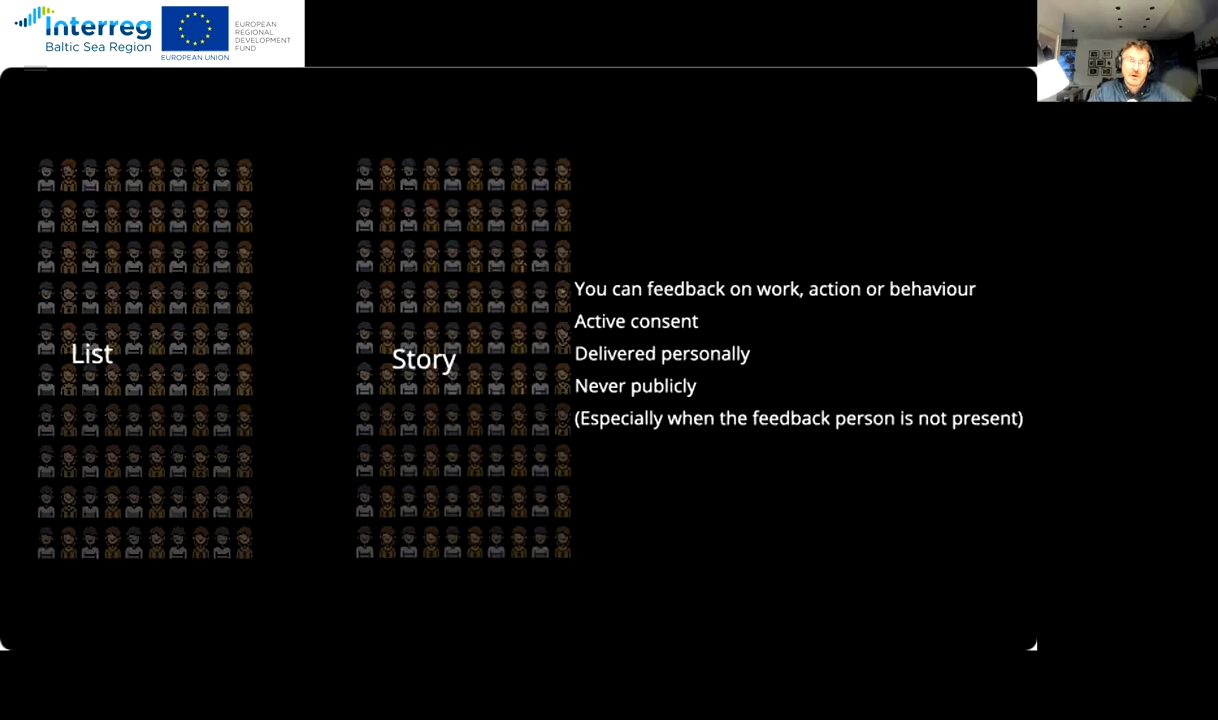 Interreg
Baltic Sea Region
EUROPEAN UNION
EUROPEAN
REGIONAL
DEVELOPMENT
FUND
List
Story
You can feedback on work, action or behaviour
Active consent
Delivered personally
Never publicly
(Especially when the feedback person is not present)